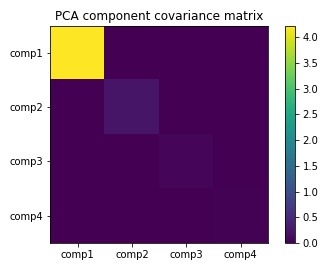 PCA component covariance matrix
comp1
comp2
comp3
comp4
comp1 comp2 comp3 comp4
4.0
3.5
3.0
2.5
2.0
1.5
1.0
0.5
0.0